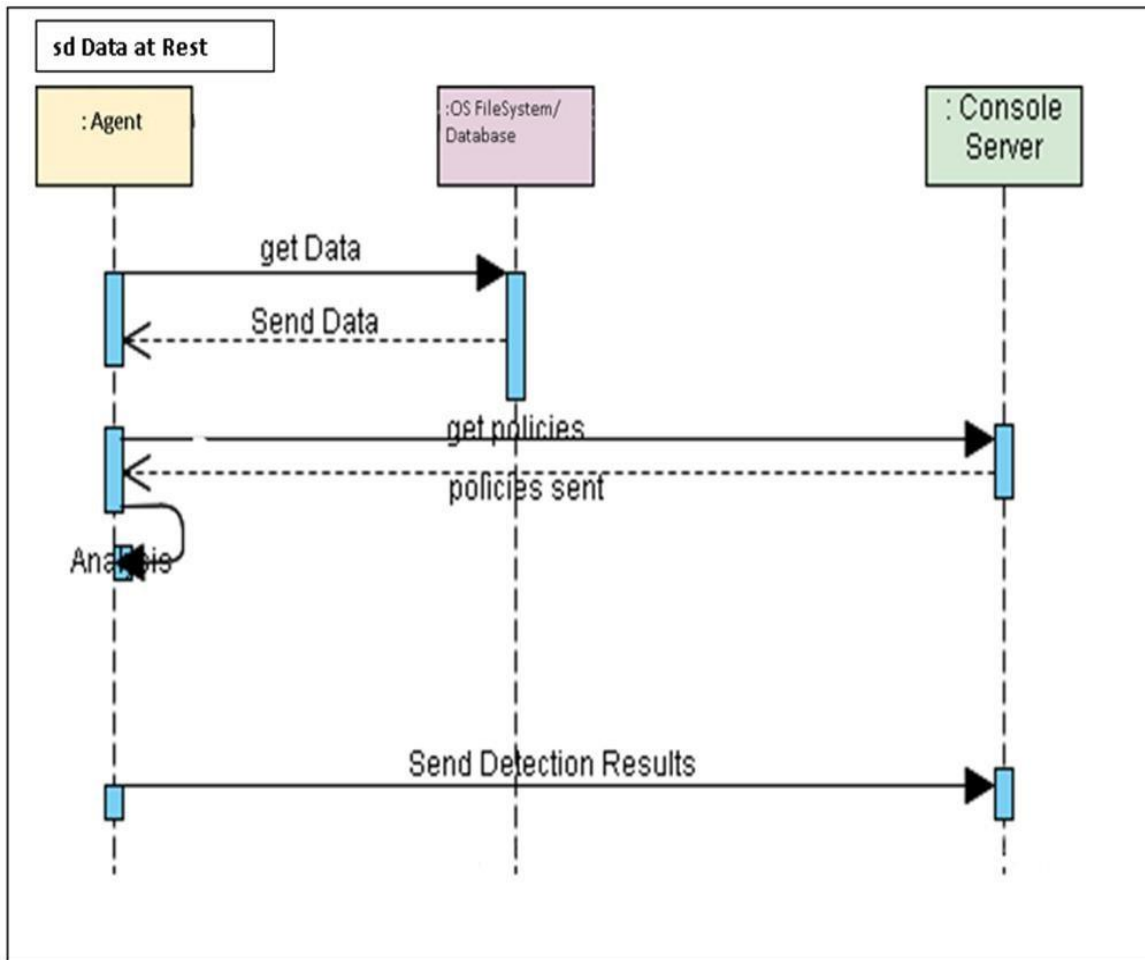 sd Data at Rest
: Agent
:OS FileSystem/
Database
: Console
Server
get Data
Send Data
get policies
policies sent
Analysis
Send Detection Results